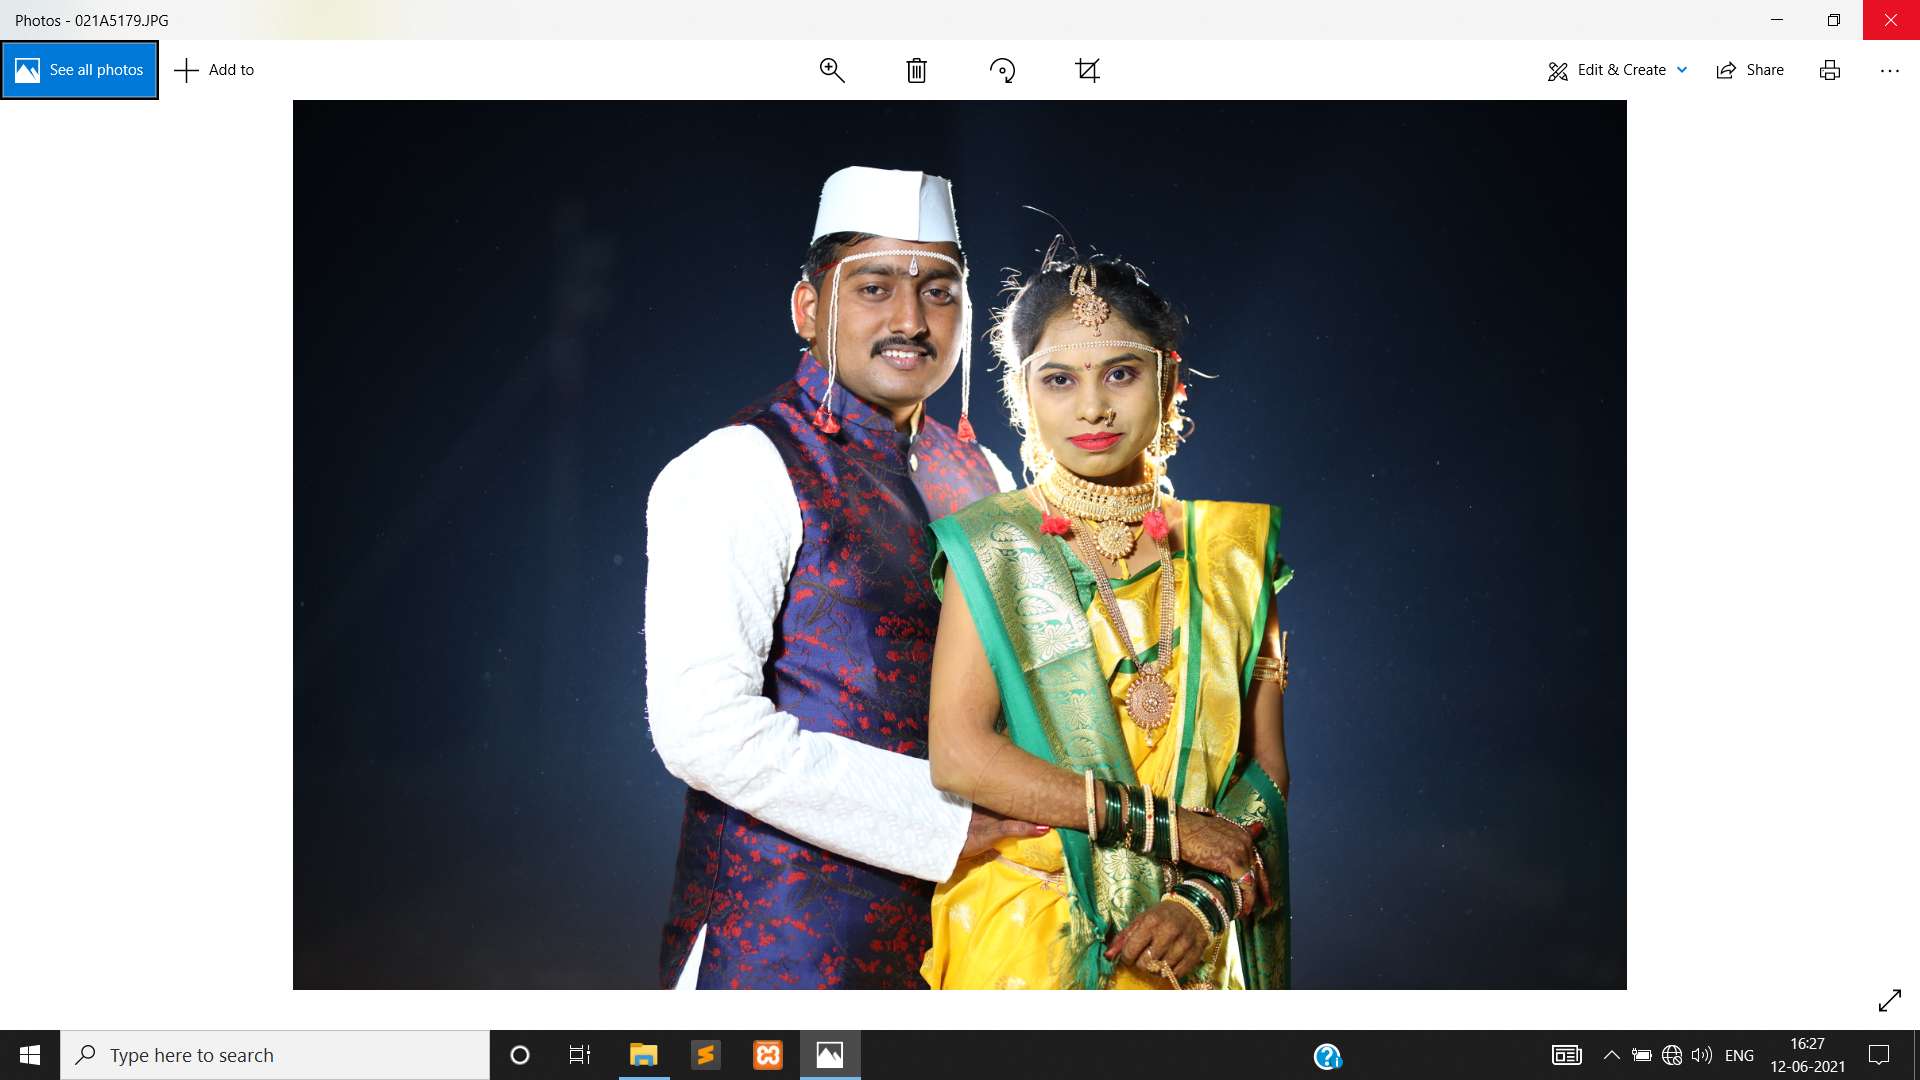 Photos - 021A5179.JPG
See all photos
Add to
Edit & Create
Share
Type here to search
ENG
16:27
12-06-2021